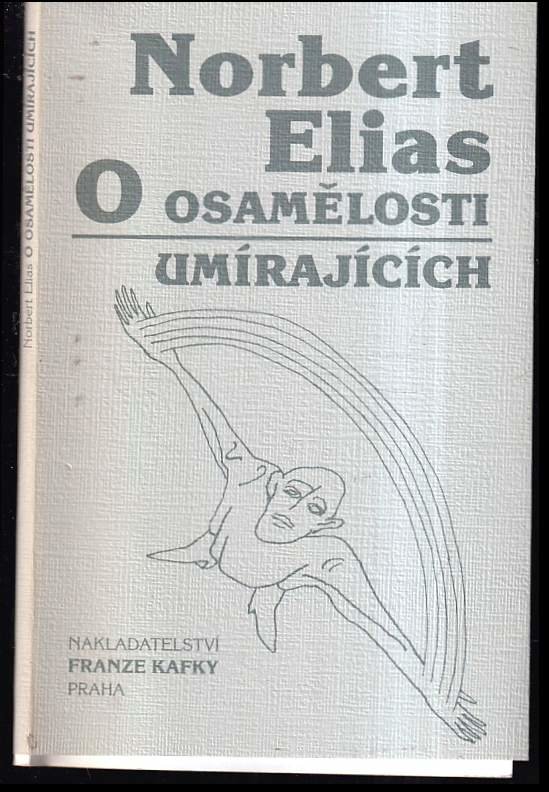 Norbert
Elias
O OSAMĚLOSTI
UMÍRAJÍCÍCH
NAKLADATELSTVÍ
FRANZE KAFKY
PRAHA
Norbert Elias O OSAMĚLOSTI UMÍRAJÍCÍCH